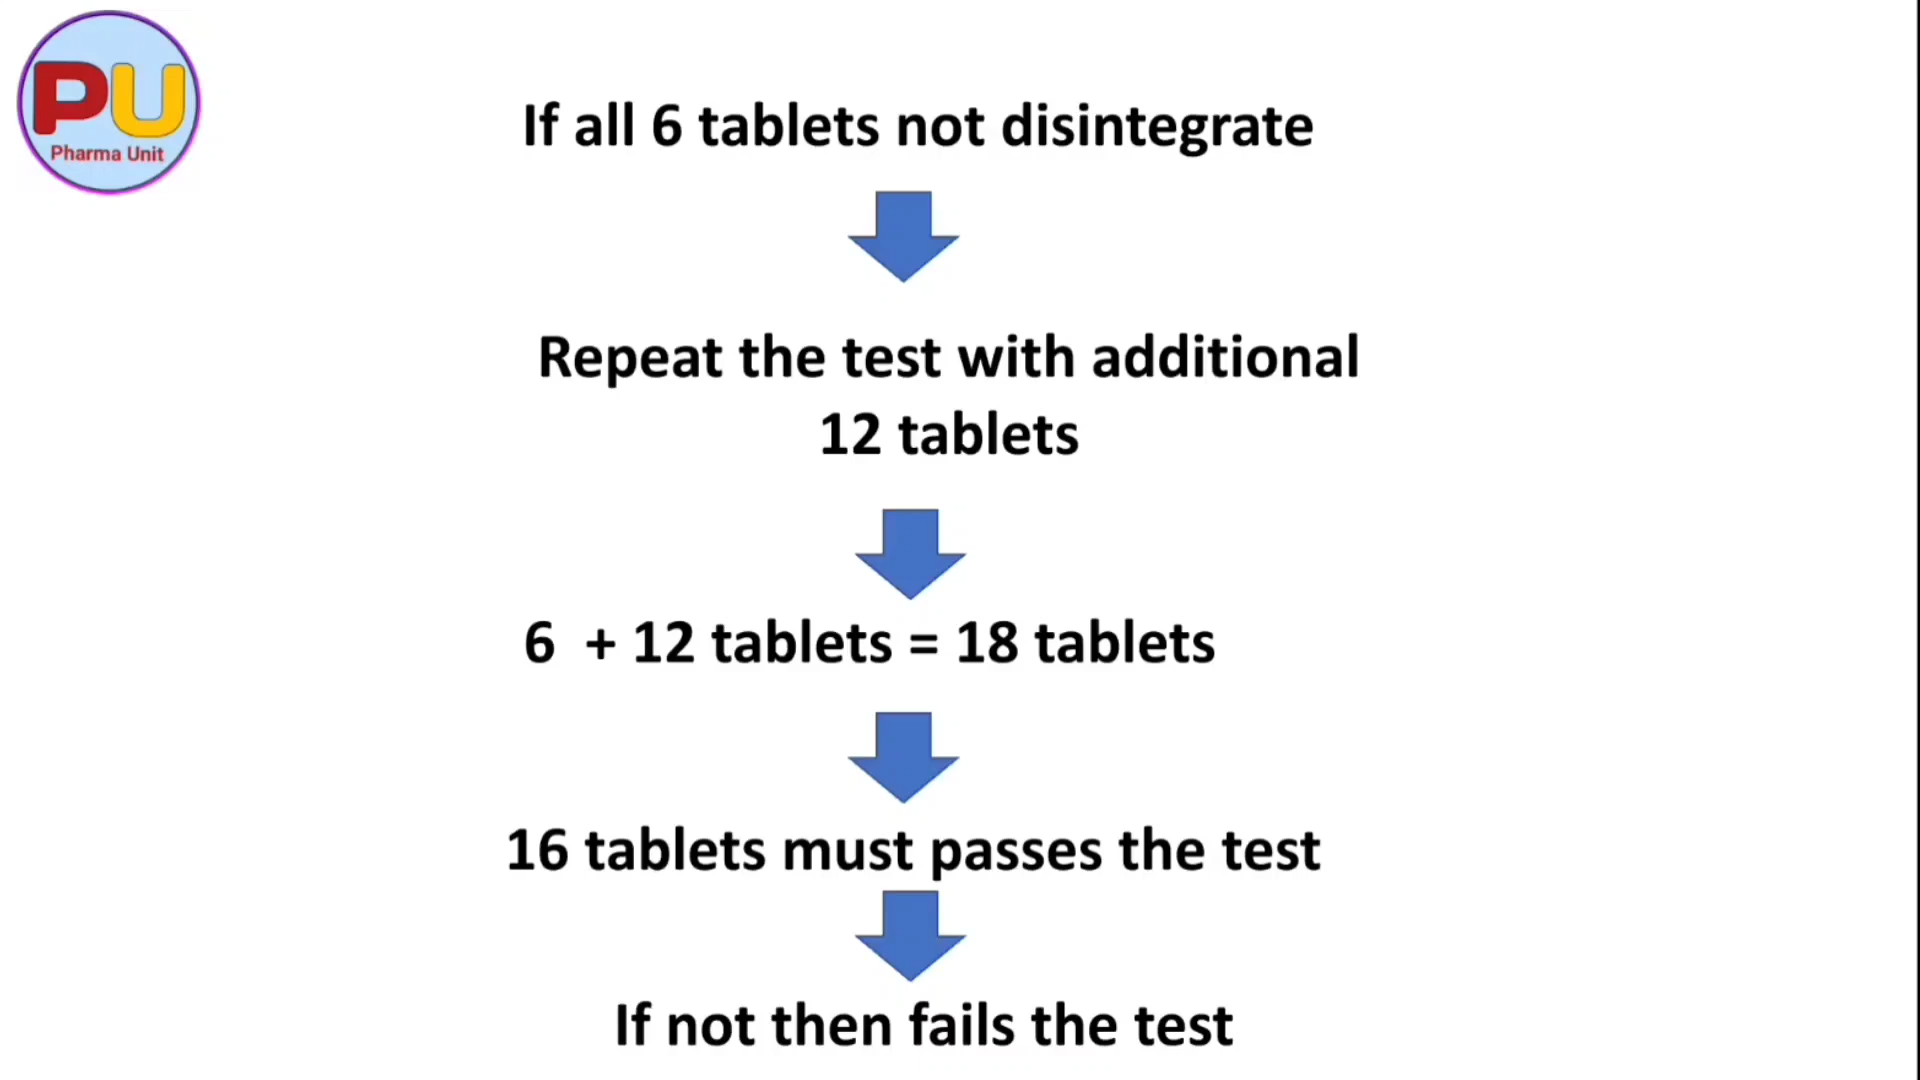 PU
Pharma Unit
If all 6 tablets not disintegrate
Repeat the test with additional
12 tablets
6 + 12 tablets = 18 tablets
16 tablets must passes the test
If not then fails the test